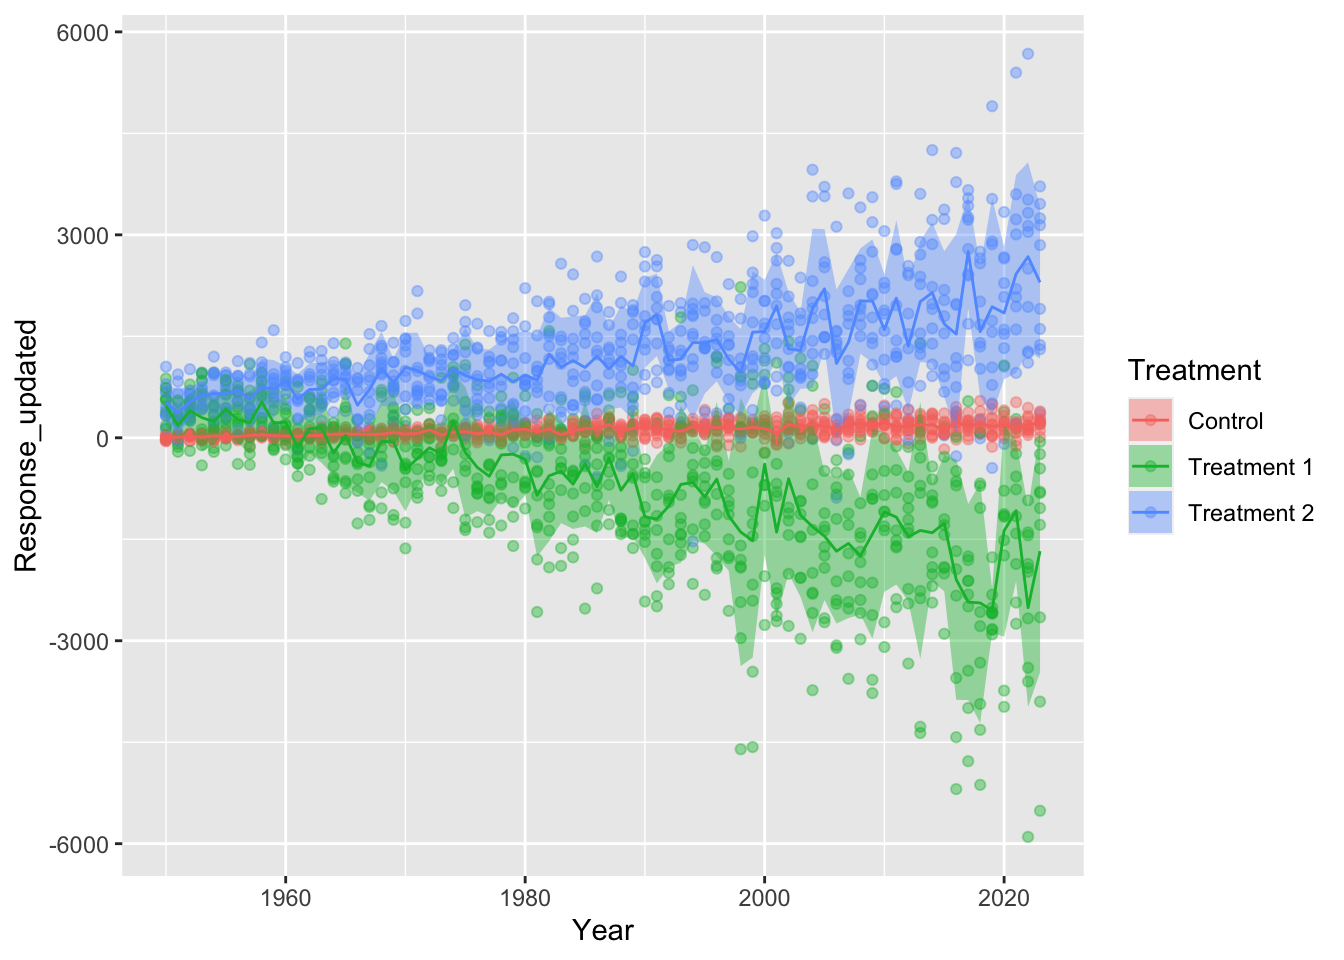 6000
3000
0
-3000
-6000
Response_updated
1960
1980
2000
2020
Year
Treatment
Control
Treatment 1
Treatment 2